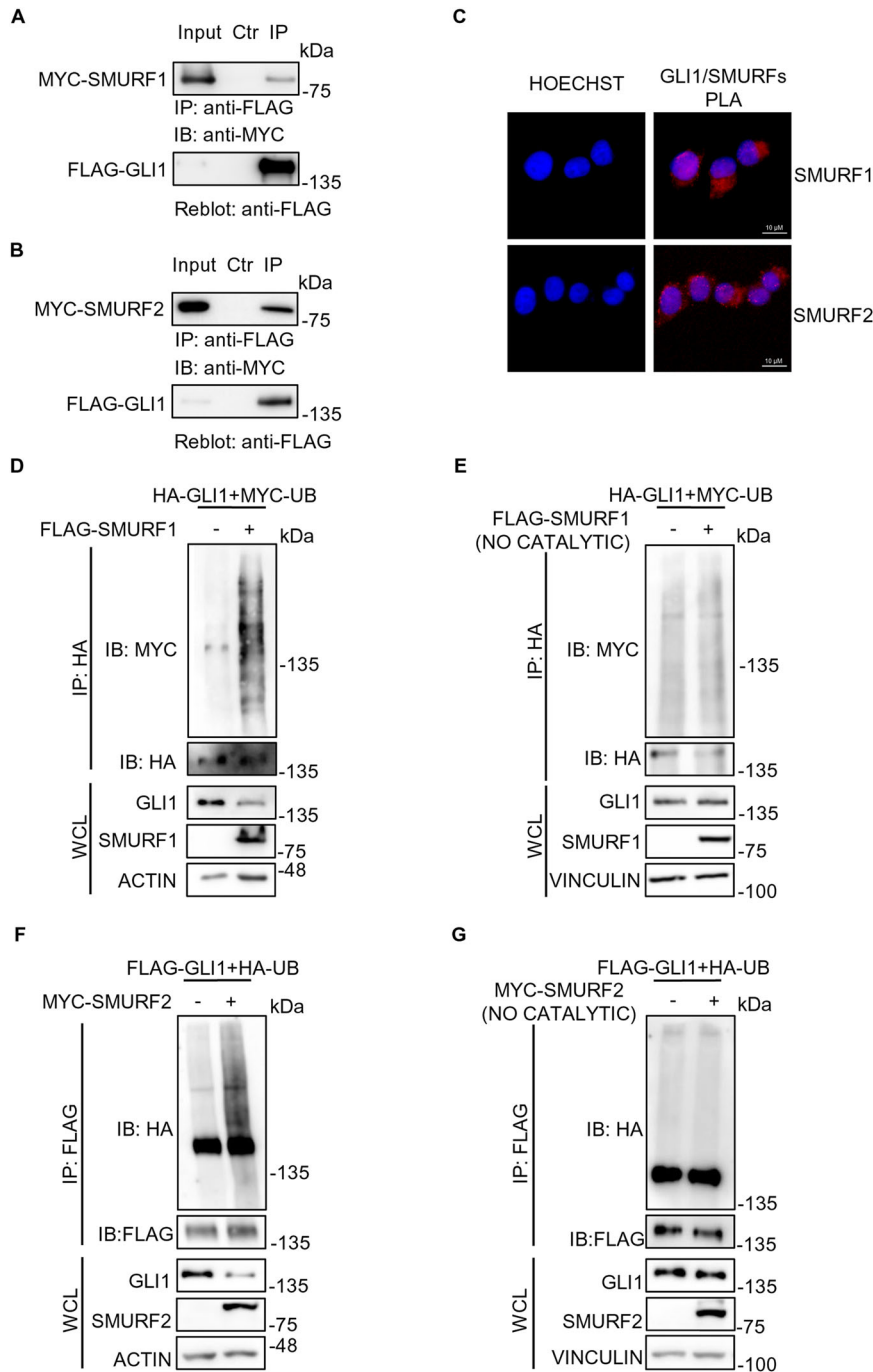 A
Input Ctr IP
kDa
MYC-SMURF1
-75
IP: anti-FLAG
IB: anti-MYC
FLAG-GLI1
-135
Reblot: anti-FLAG
B
Input Ctr IP
kDa
MYC-SMURF2
-75
IP: anti-FLAG
IB: anti-MYC
FLAG-GLI1
-135
Reblot: anti-FLAG
C
HOECHST
GLI1/SMURFs
PLA
SMURF1
10 μM
SMURF2
10 μM
D
HA-GLI1+MYC-UB
FLAG-SMURF1 - +
kDa
IP: HA
IB: MYC
-135
IB: HA
-135
WCL
GLI1
-135
SMURF1
-75
-48
ACTIN
E
HA-GLI1+MYC-UB
FLAG-SMURF1
(NO CATALYTIC)
- +
kDa
IP: HA
IB: MYC
-135
IB: HA
-135
WCL
GLI1
-135
SMURF1
-75
VINCULIN
-100
F
FLAG-GLI1+HA-UB
MYC-SMURF2 - +
kDa
IP: FLAG
IB: HA
-135
IB:FLAG
-135
WCL
GLI1
-135
SMURF2
-75
-48
ACTIN
G
FLAG-GLI1+HA-UB
MYC-SMURF2
(NO CATALYTIC)
- +
kDa
IP: FLAG
IB: HA
-135
IB:FLAG
-135
WCL
GLI1
-135
SMURF2
-75
VINCULIN
-100